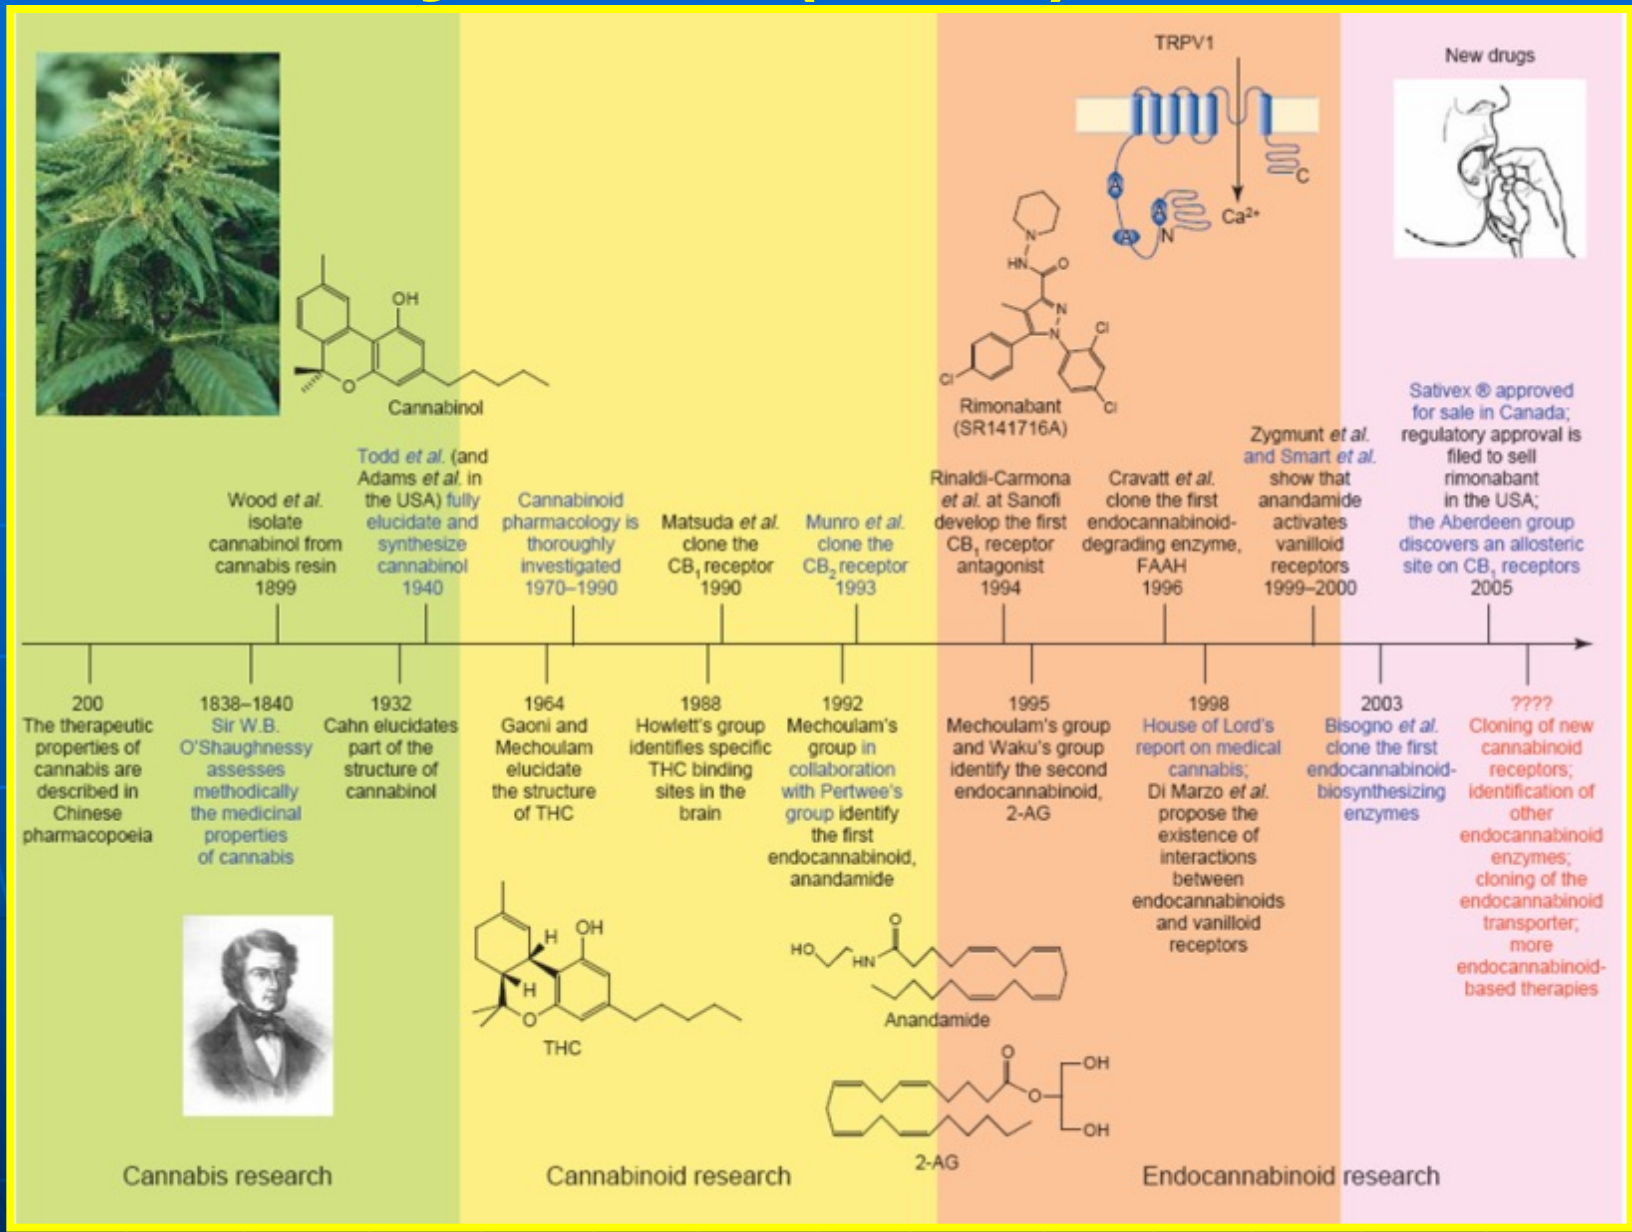 TRPV1
C
A
A
A
N
Ca²⁺
New drugs
OH
O
Cannabinol
N
HN
O
N
N
Cl
Cl
Cl
Rimonabant
(SR141716A)
Wood et al.
isolate
cannabinol from
cannabis resin
1899
Todd et al. (and
Adams et al. in
the USA) fully
elucidate and
synthesize
cannabinol
1940
Cannabinoid
pharmacology is
thoroughly
investigated
1970–1990
Matsuda et al.
clone the
CB₁ receptor
1990
Munro et al.
clone the
CB₂ receptor
1993
Rinaldi-Carmona
et al. at Sanofi
develop the first
CB₁ receptor
antagonist
1994
Cravatt et al.
clone the first
endocannabinoid-
degrading enzyme,
FAAH
1996
Zygmunt et al.
and Smart et al.
show that
anandamide
activates
vanilloid
receptors
1999–2000
Sativex ® approved
for sale in Canada;
regulatory approval is
filed to sell
rimonabant
in the USA;
the Aberdeen group
discovers an allosteric
site on CB₁ receptors
2005
200
The therapeutic
properties of
cannabis are
described in
Chinese
pharmacopoeia
1838–1840
Sir W.B.
O'Shaughnessy
assesses
methodically
the medicinal
properties
of cannabis
1932
Cahn elucidates
part of the
structure of
cannabinol
1964
Gaoni and
Mechoulam
elucidate
the structure
of THC
1988
Howlett's group
identifies specific
THC binding
sites in the
brain
1992
Mechoulam's
group in
collaboration
with Pertwee's
group identify
the first
endocannabinoid,
anandamide
1995
Mechoulam's group
and Waku's group
identify the second
endocannabinoid,
2-AG
1998
House of Lord's
report on medical
cannabis;
Di Marzo et al.
propose the
existence of
interactions
between
endocannabinoids
and vanilloid
receptors
2003
Bisogno et al.
clone the first
endocannabinoid-
biosynthesizing
enzymes
????
Cloning of new
cannabinoid
receptors;
identification of
other
endocannabinoid
enzymes;
cloning of the
endocannabinoid
transporter;
more
endocannabinoid-
based therapies
H
OH
H
O
THC
O
HO
HN
Anandamide
O
OH
O
OH
2-AG
Cannabis research
Cannabinoid research
Endocannabinoid research